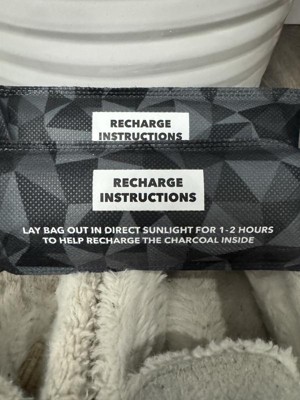 RECHARGE
INSTRUCTIONS
RECHARGE
INSTRUCTIONS
LAY BAG OUT IN DIRECT SUNLIGHT FOR 1-2 HOURS
TO HELP RECHARGE THE CHARCOAL INSIDE